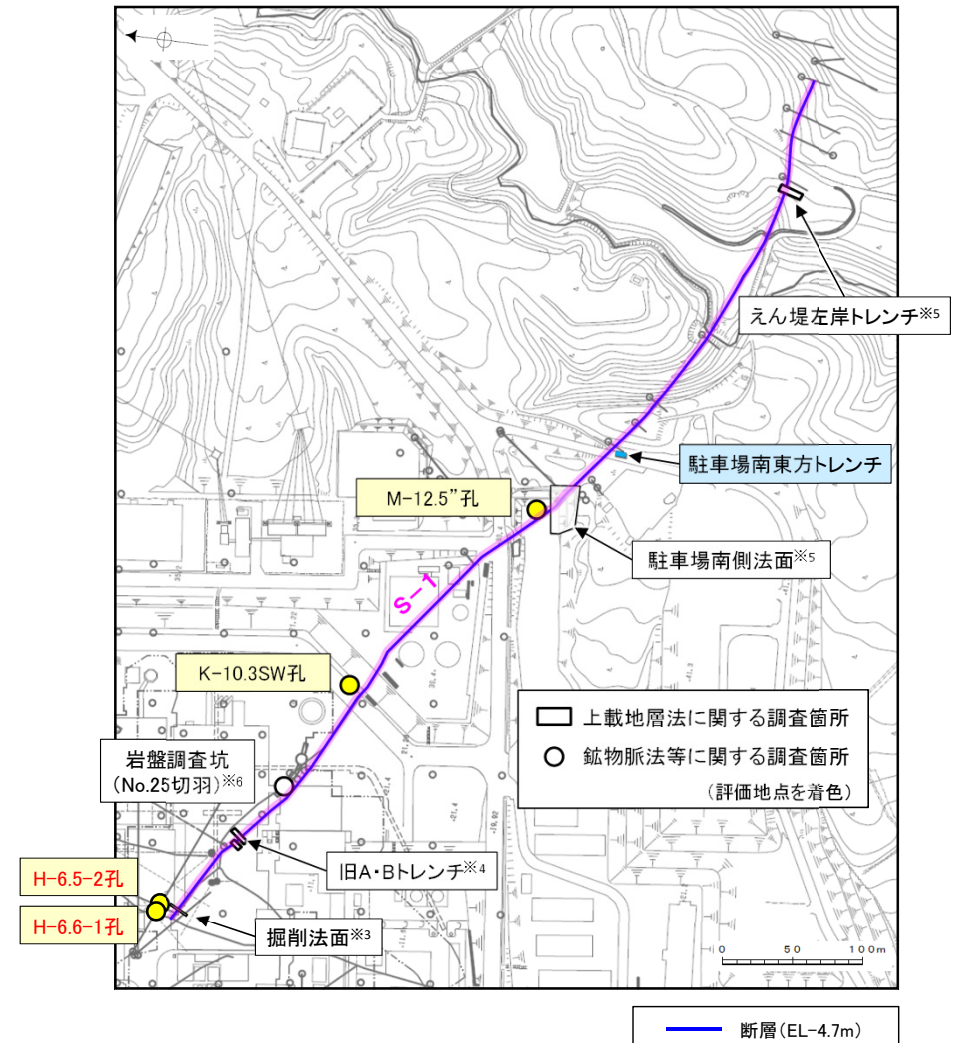 えん堤左岸トレンチ※5
駐車場南東方トレンチ
M-12.5”孔
駐車場南側法面※5
S-1
K-10.3SW孔
上載地層法に関する調査箇所
鉱物脈法等に関する調査箇所
(評価地点を着色)
岩盤調査坑
(No.25切羽)※6
旧A・Bトレンチ※4
H-6.5-2孔
H-6.6-1孔
掘削法面※3
0 50 100m
断層(EL-4.7m)